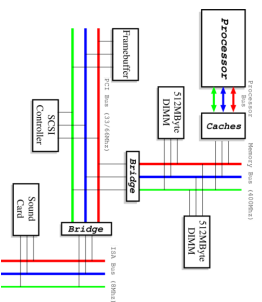 Processor
Processor
Bus
Caches
Memory Bus (400Mhz)
512MByte
DIMM
512MByte
DIMM
Bridge
Framebuffer
PCI Bus (33/66Mhz)
SCSI
Controller
Bridge
Sound
Card
ISA Bus (8Mhz)